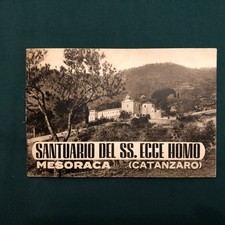 SANTUARIO DEL SS. ECCE HOMO
MESORACA (CATANZARO)